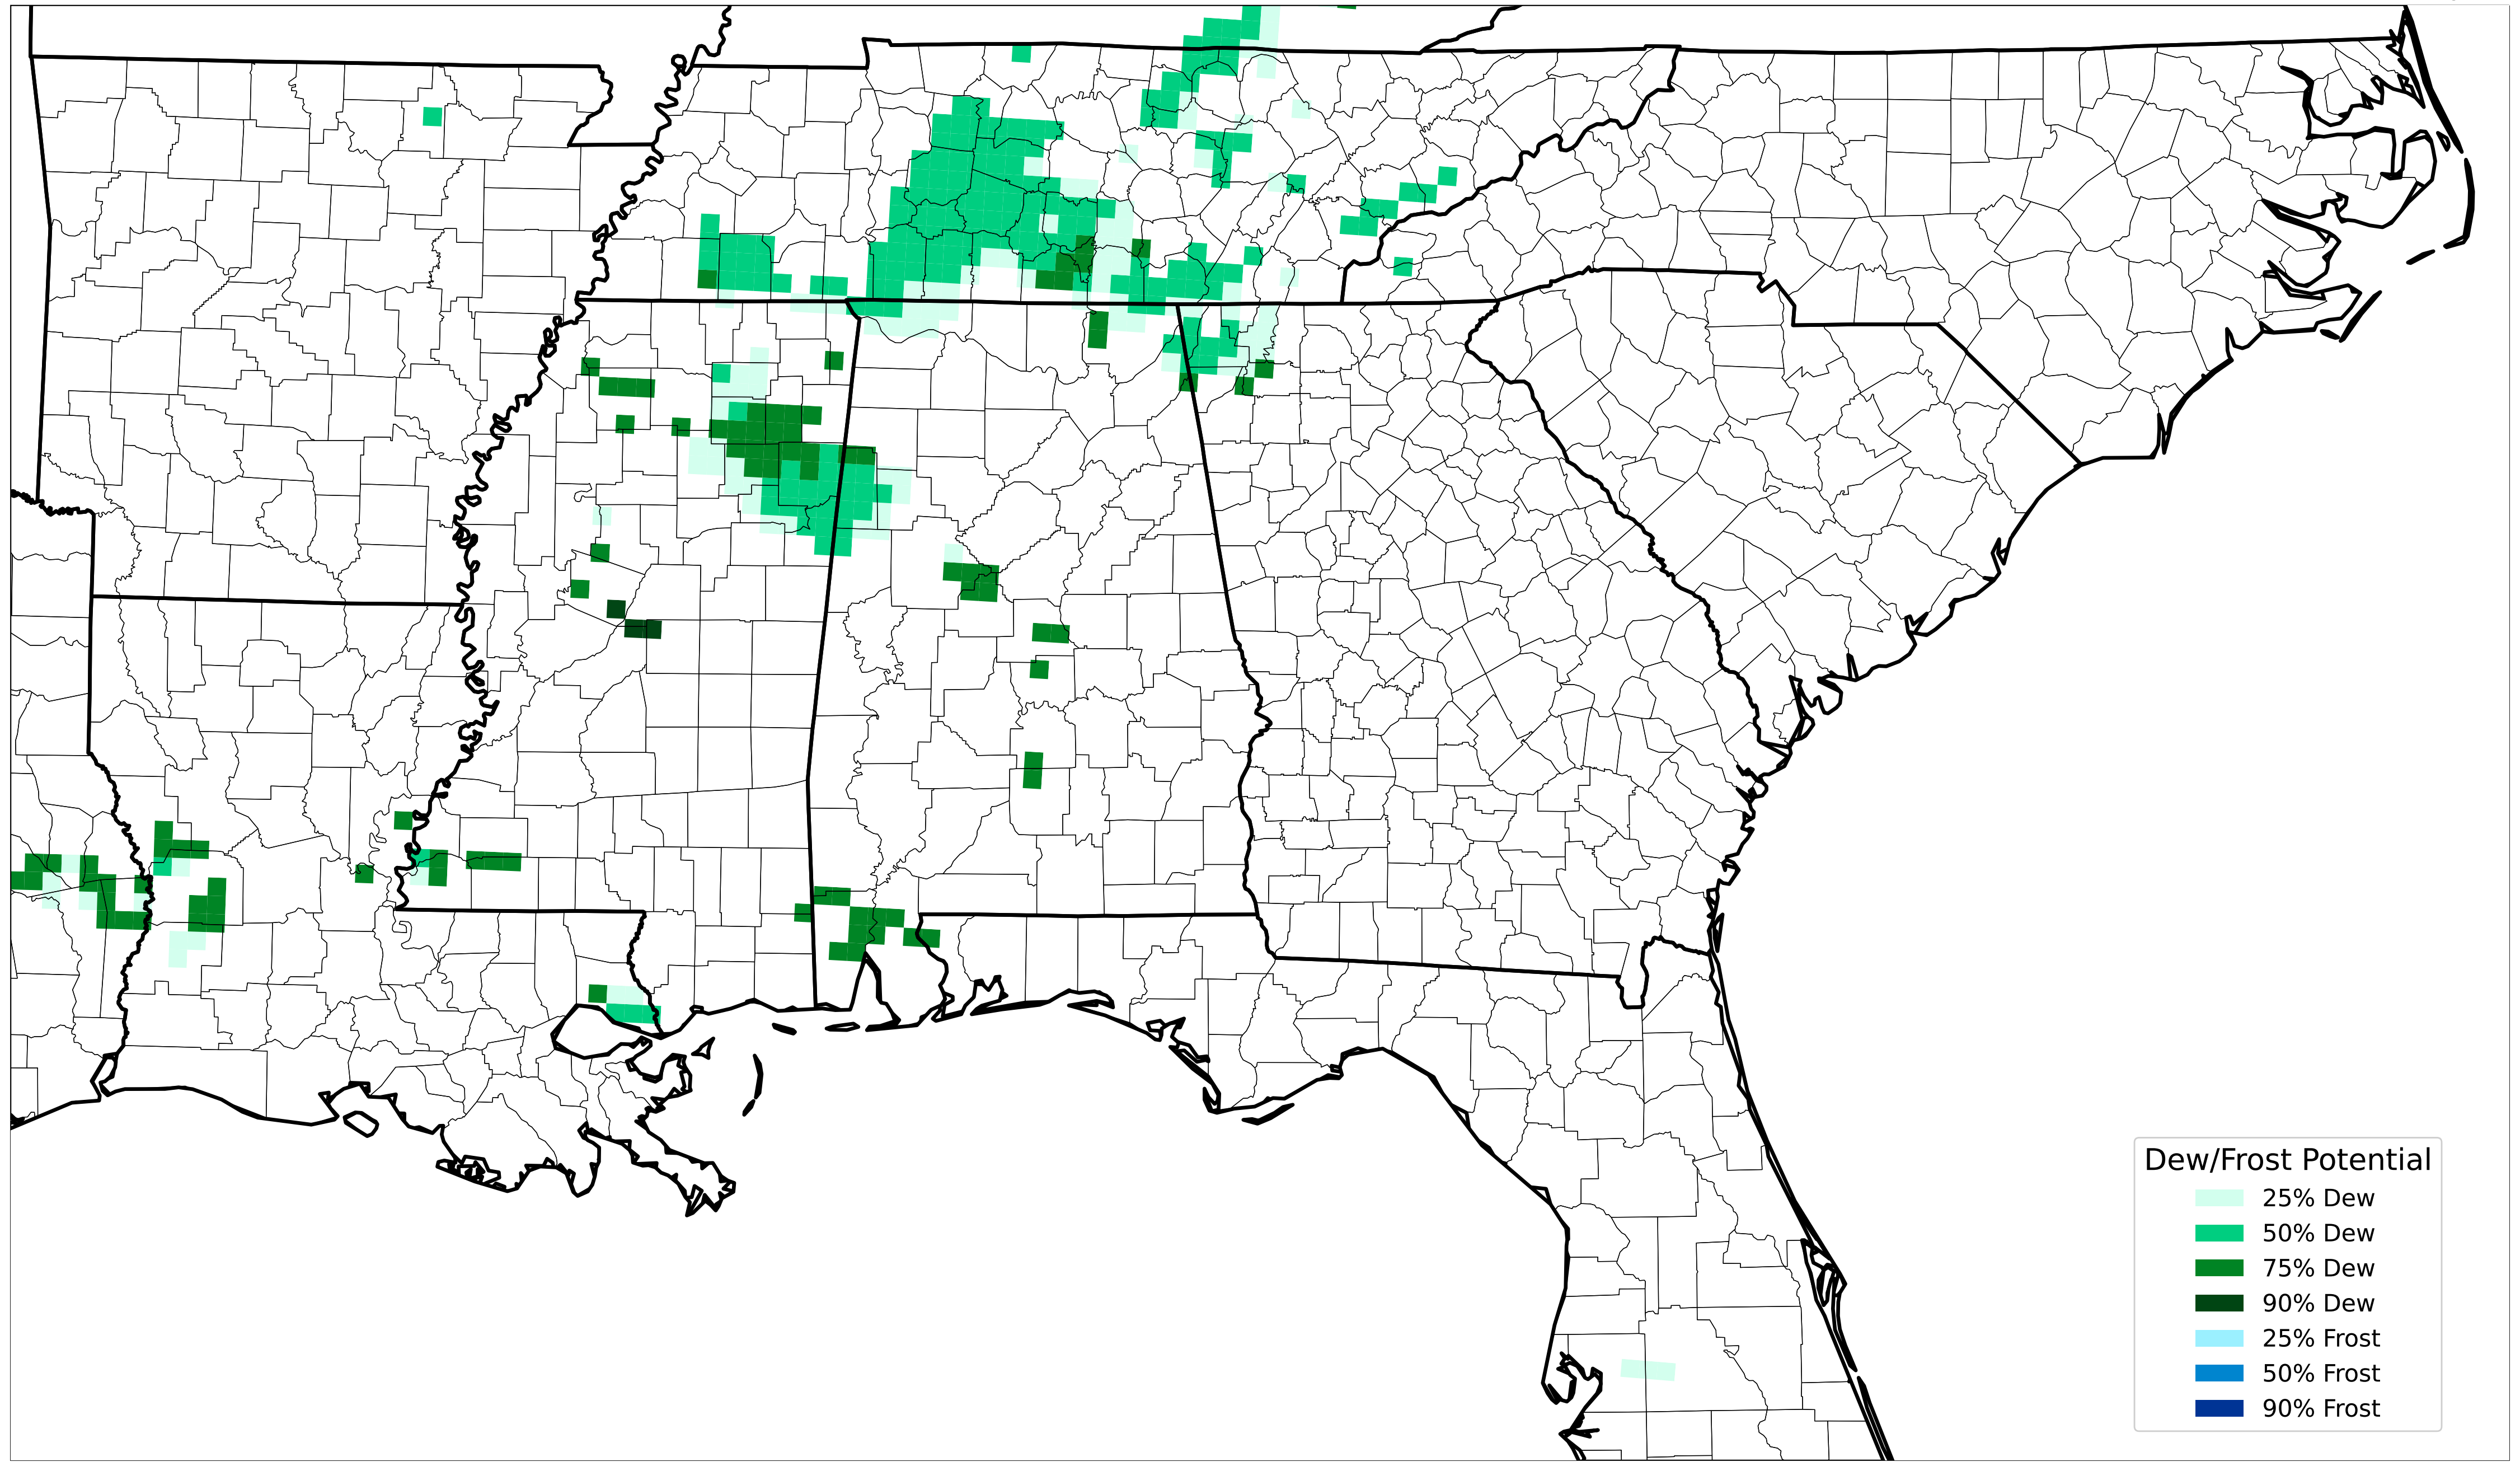 Dew/Frost Potential
25% Dew
50% Dew
75% Dew
90% Dew
25% Frost
50% Frost
90% Frost